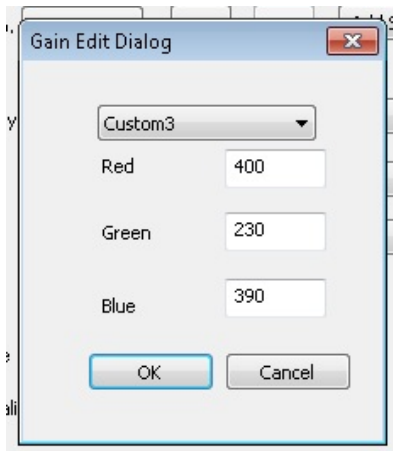 Gain Edit Dialog
Custom3
Red 400
Green 230
Blue 390
OK Cancel